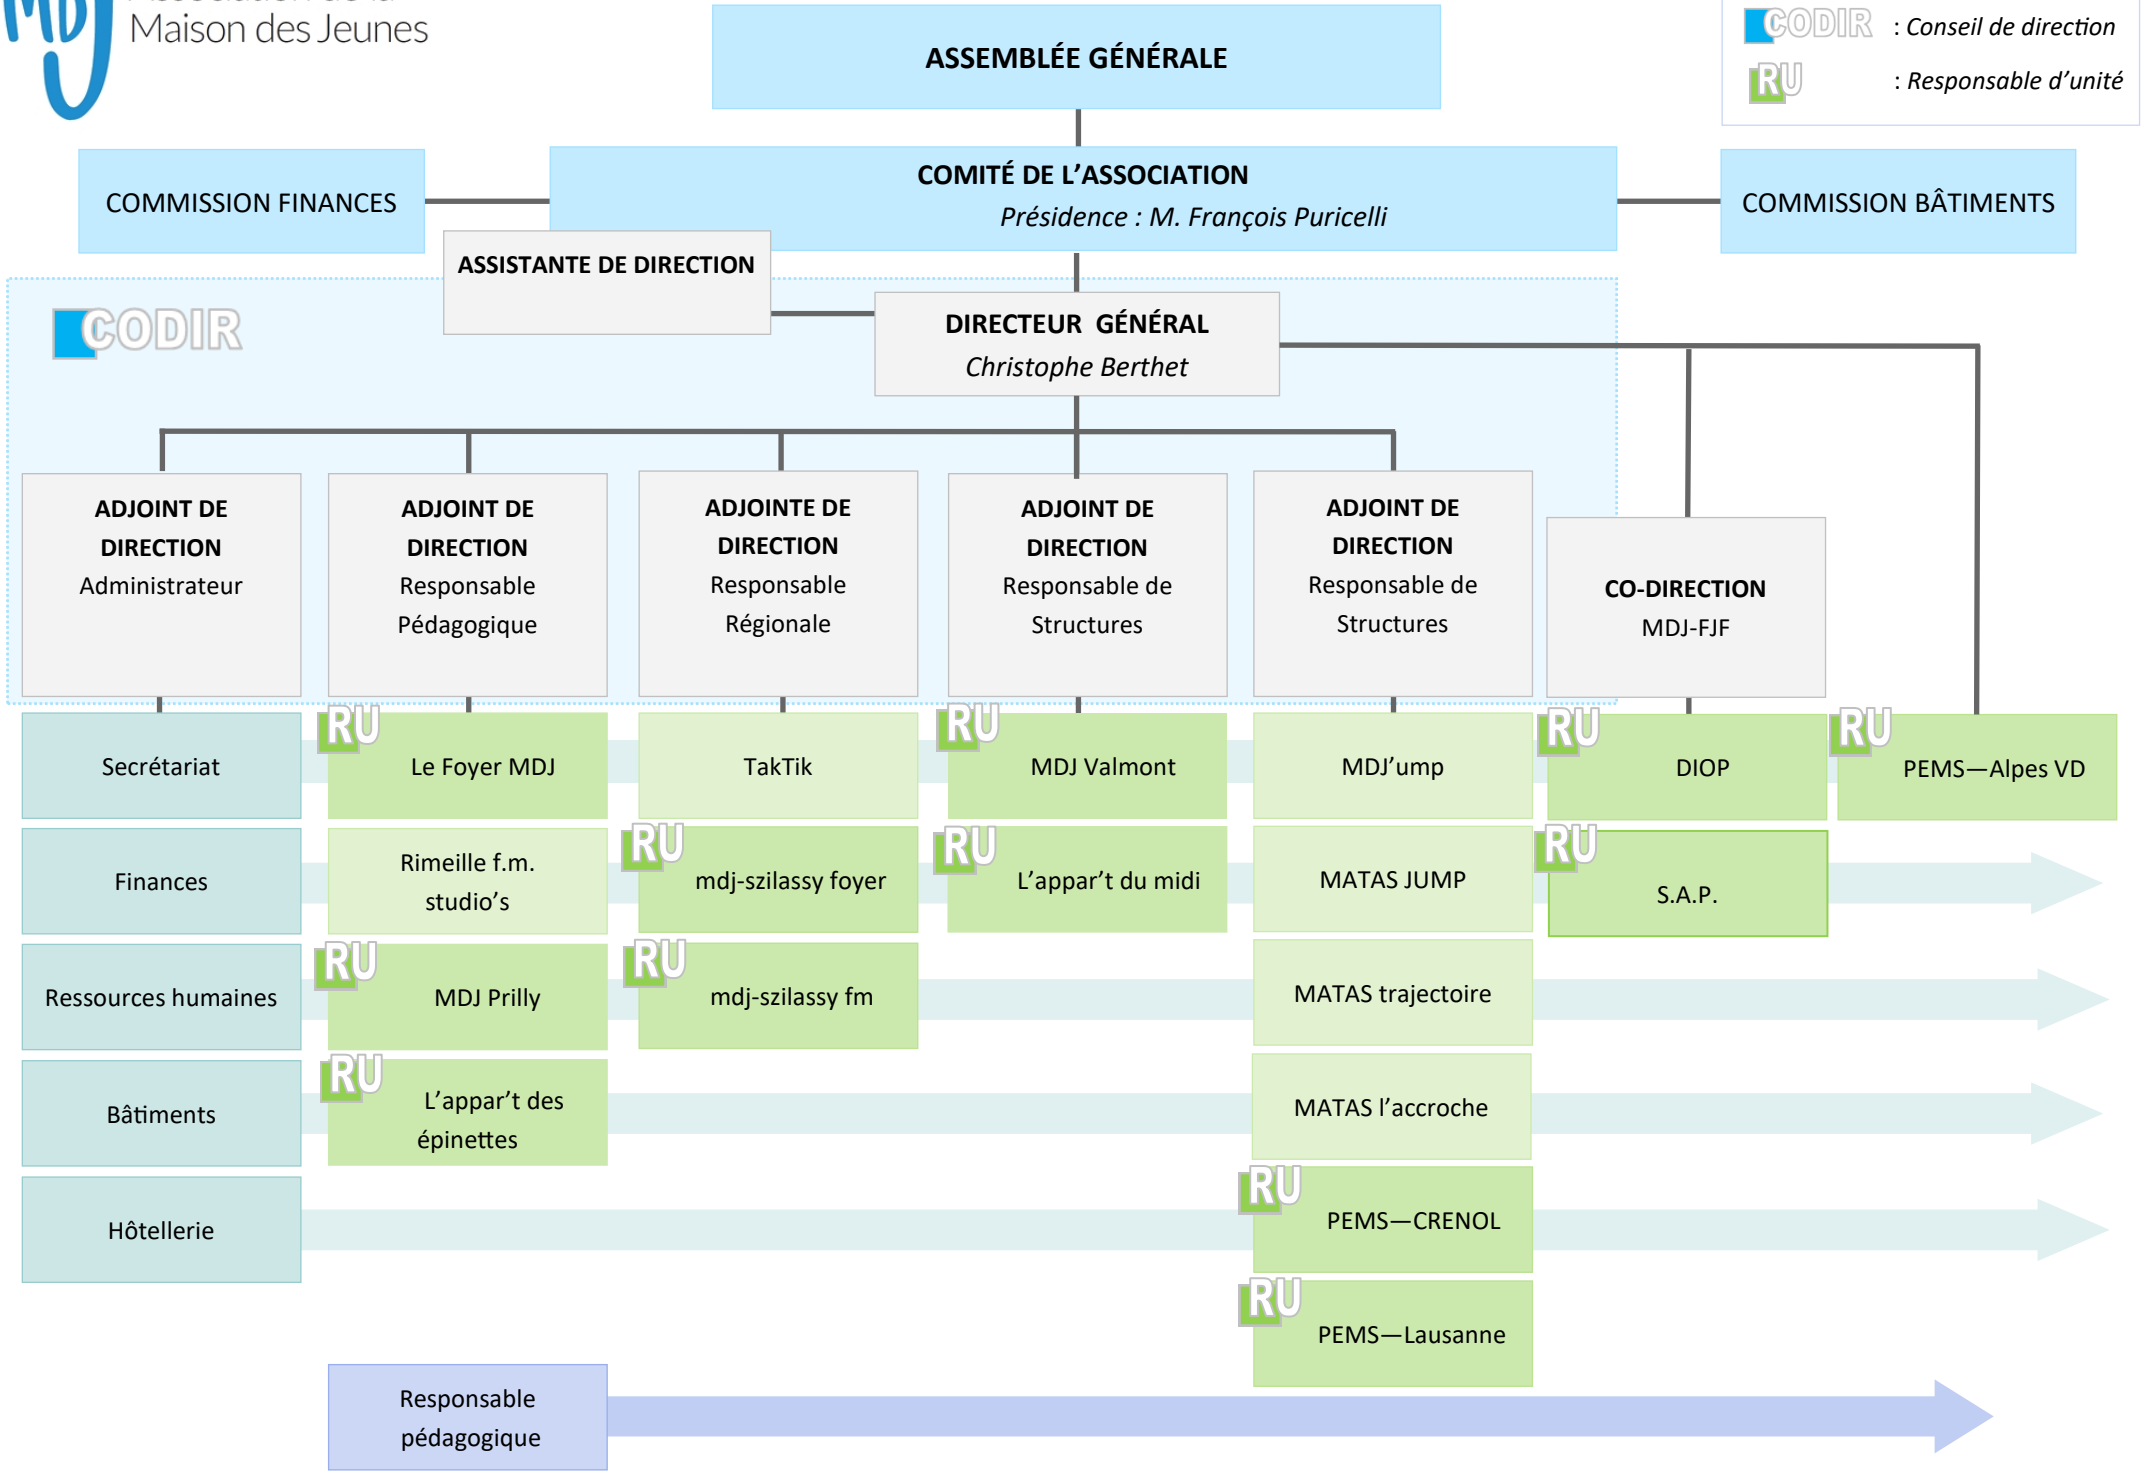 MDJ
Maison des Jeunes
CODIR : Conseil de direction
RU : Responsable d’unité
ASSEMBLÉE GÉNÉRALE
COMMISSION FINANCES
COMITÉ DE L’ASSOCIATION
Présidence : M. François Puricelli
COMMISSION BÂTIMENTS
ASSISTANTE DE DIRECTION
CODIR
DIRECTEUR GÉNÉRAL
Christophe Berthet
ADJOINT DE
DIRECTION
Administrateur
ADJOINT DE
DIRECTION
Responsable
Pédagogique
ADJOINTE DE
DIRECTION
Responsable
Régionale
ADJOINT DE
DIRECTION
Responsable de
Structures
ADJOINT DE
DIRECTION
Responsable de
Structures
CO-DIRECTION
MDJ-FJF
Secrétariat
RU
Le Foyer MDJ
TakTik
RU
MDJ Valmont
MDJ’ump
RU
DIOP
RU
PEMS—Alpes VD
Finances
Rimeille f.m.
studio’s
RU
mdj-szilassy foyer
RU
L’appar’t du midi
MATAS JUMP
RU
S.A.P.
Ressources humaines
RU
MDJ Prilly
RU
mdj-szilassy fm
MATAS trajectoire
Bâtiments
RU
L’appar’t des
épinettes
MATAS l’accroche
Hôtellerie
RU
PEMS—CRENOL
RU
PEMS—Lausanne
Responsable
pédagogique